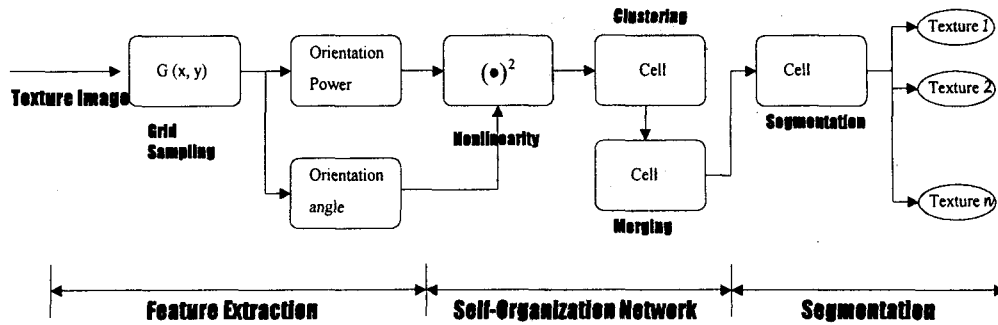 Texture Image
G (x, y)
Grid
Sampling
Orientation
Power
Orientation
angle
(•)²
Nonlinearity
Clustering
Cell
Cell
Merging
Cell
Segmentation
Texture 1
Texture 2
Texture n
Feature Extraction
Self-Organization Network
Segmentation